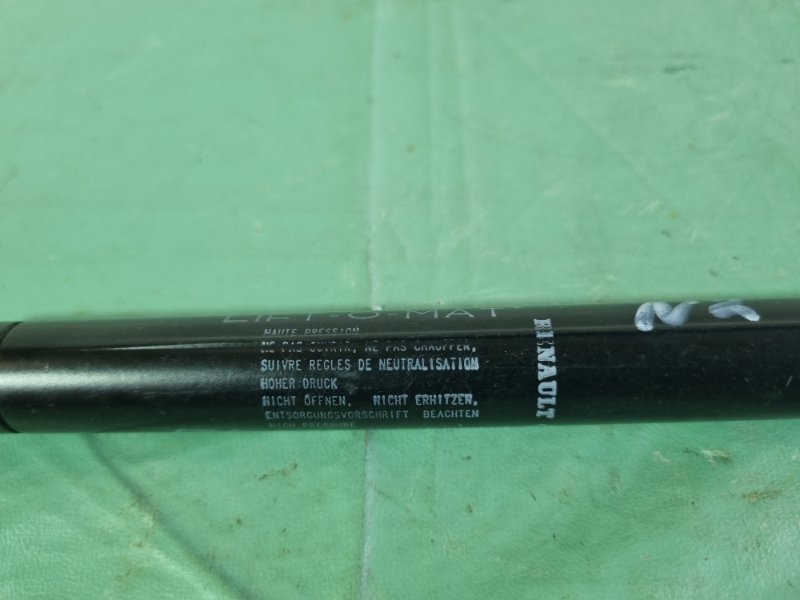 LIFT-O-MAT
HAUTE PRESSION
NE PAS OUVRIR, NE PAS CHAUFFER,
SUIVRE REGLES DE NEUTRALISATION
HOHER DRUCK
NICHT ÖFFNEN, NICHT ERHITZEN,
ENTSORGUNGSVORSCHRIFT BEACHTEN
HIGH PRESSURE
RENAULT